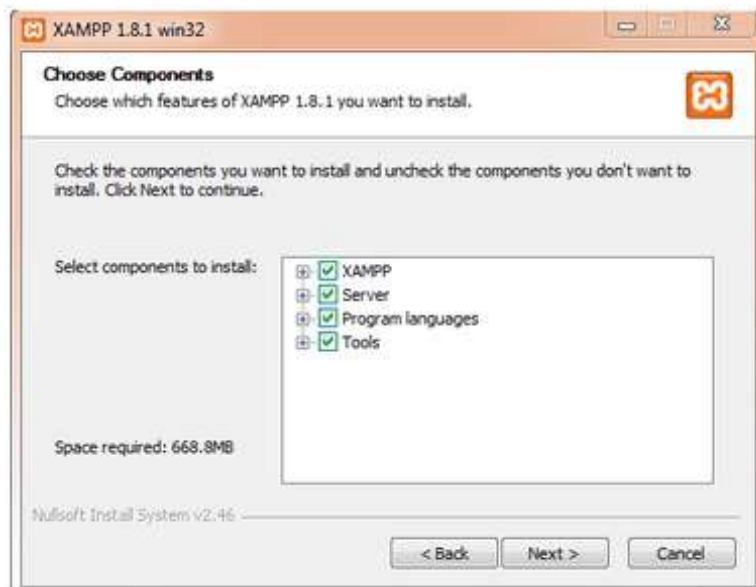 XAMPP 1.8.1 win32
Choose Components
Choose which features of XAMPP 1.8.1 you want to install.
Check the components you want to install and uncheck the components you don't want to
install. Click Next to continue.
Select components to install:
XAMPP
Server
Program languages
Tools
Space required: 668.8MB
Nullsoft Install System v2.46
< Back
Next >
Cancel